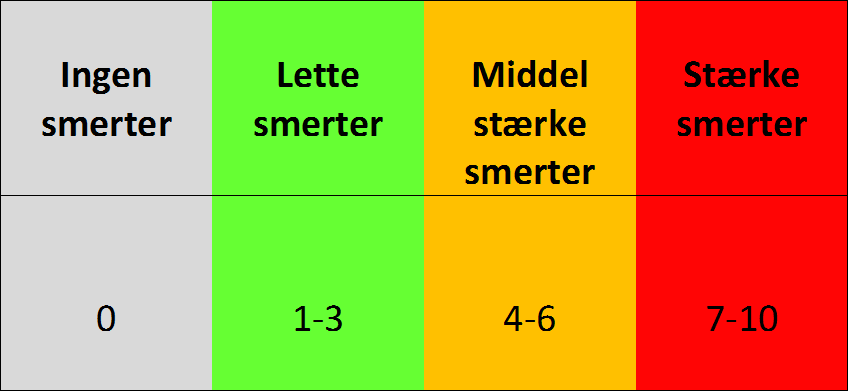 Ingen
smerter
Lette
smerter
Middel
stærke
smerter
Stærke
smerter
0
1-3
4-6
7-10